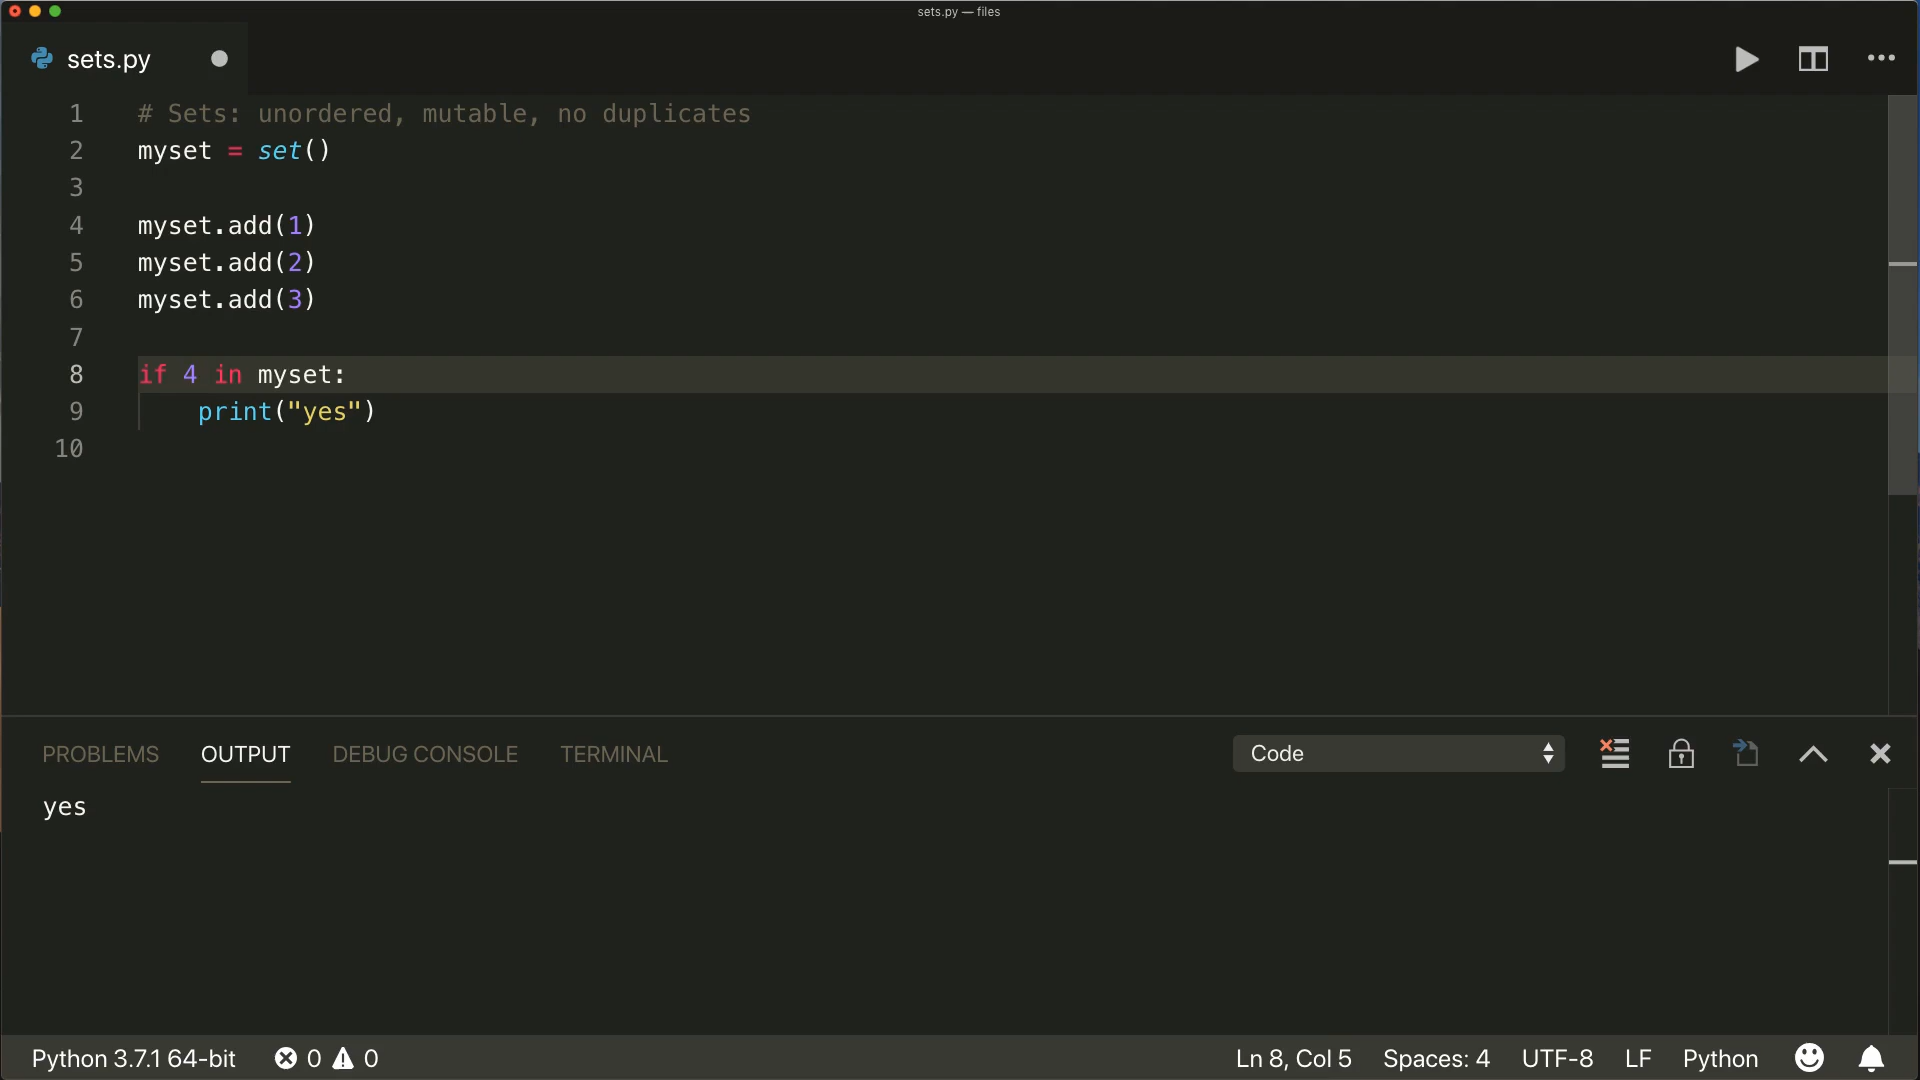 sets.py — files
sets.py
1 # Sets: unordered, mutable, no duplicates
2 myset = set()
3
4 myset.add(1)
5 myset.add(2)
6 myset.add(3)
7
8 if 4 in myset:
9     print("yes")
10
PROBLEMS OUTPUT DEBUG CONSOLE TERMINAL Code
yes
Python 3.7.1 64-bit 0 0 Ln 8, Col 5 Spaces: 4 UTF-8 LF Python